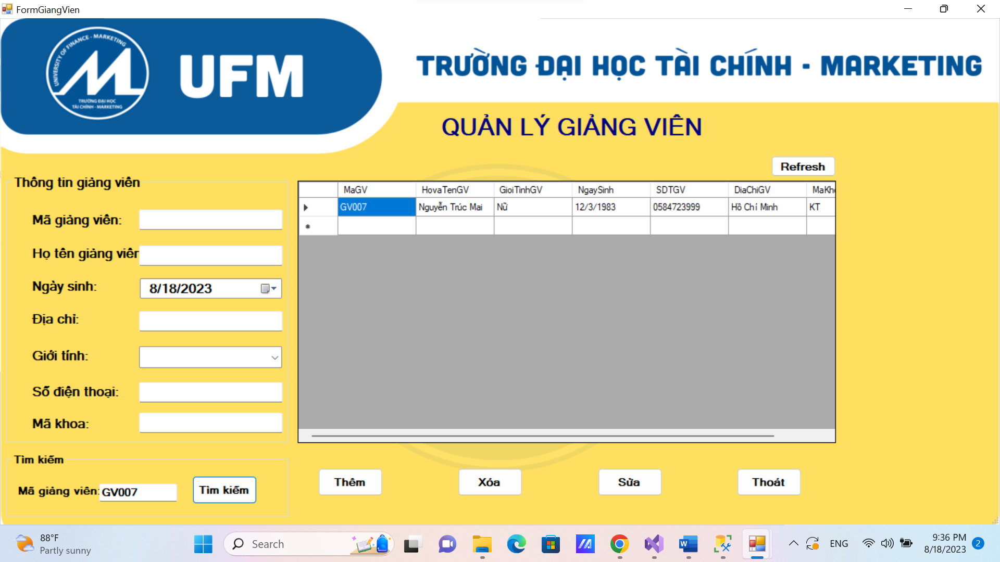 FormGiangVien
UNIVERSITY OF FINANCE - MARKETING
TRƯỜNG ĐẠI HỌC
TÀI CHÍNH - MARKETING
UFM
TRƯỜNG ĐẠI HỌC TÀI CHÍNH - MARKETING
QUẢN LÝ GIẢNG VIÊN
Refresh
Thông tin giảng viên
Mã giảng viên:
Họ tên giảng viên
Ngày sinh: 8/18/2023
Địa chỉ:
Giới tính:
Số điện thoại:
Mã khoa:
MaGV HovaTenGV GioiTinhGV NgaySinh SDTGV DiaChiGV MaKho
GV007 Nguyễn Trúc Mai Nữ 12/3/1983 0584723999 Hồ Chí Minh KT
Tìm kiếm
Mã giảng viên: GV007 Tìm kiếm
Thêm Xóa Sửa Thoát
88°F
Partly sunny
Search
ENG
9:36 PM
8/18/2023
2